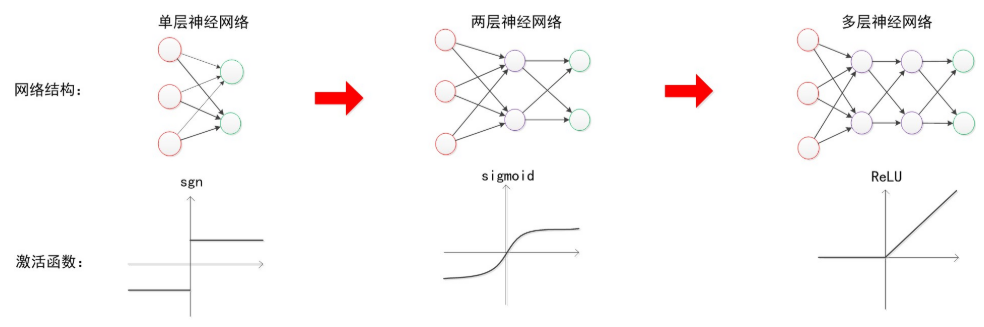 单层神经网络
两层神经网络
多层神经网络
网络结构：
sgn
sigmoid
ReLU
激活函数：